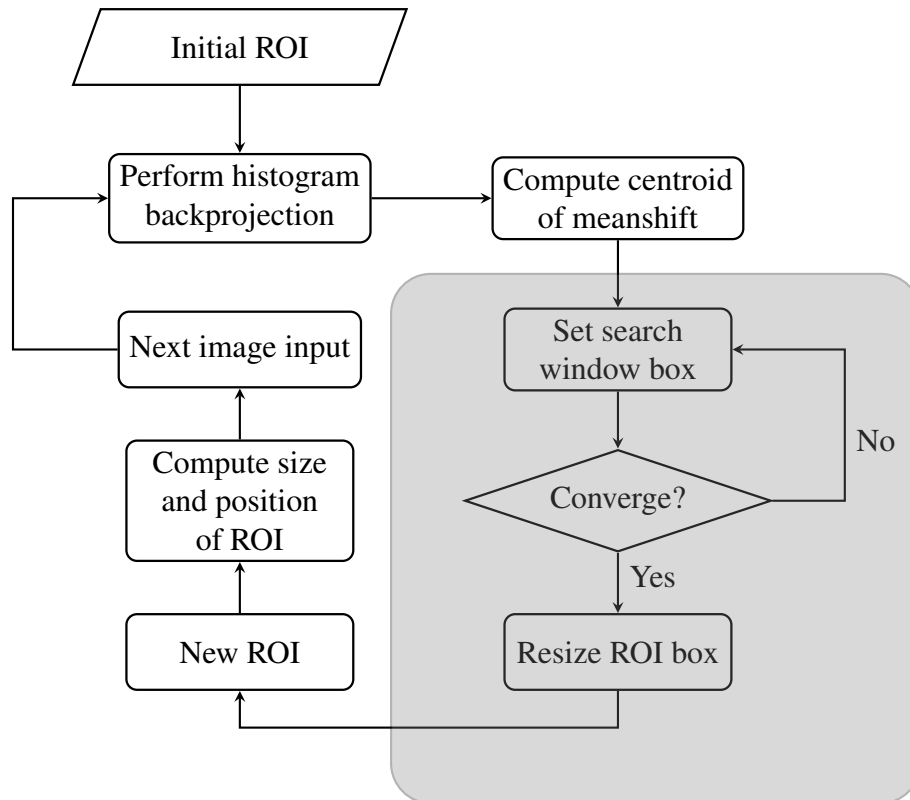 Initial ROI
Perform histogram
backprojection
Compute centroid
of meanshift
Set search
window box
Next image input
No
Compute size
and position
of ROI
Converge?
Yes
New ROI
Resize ROI box